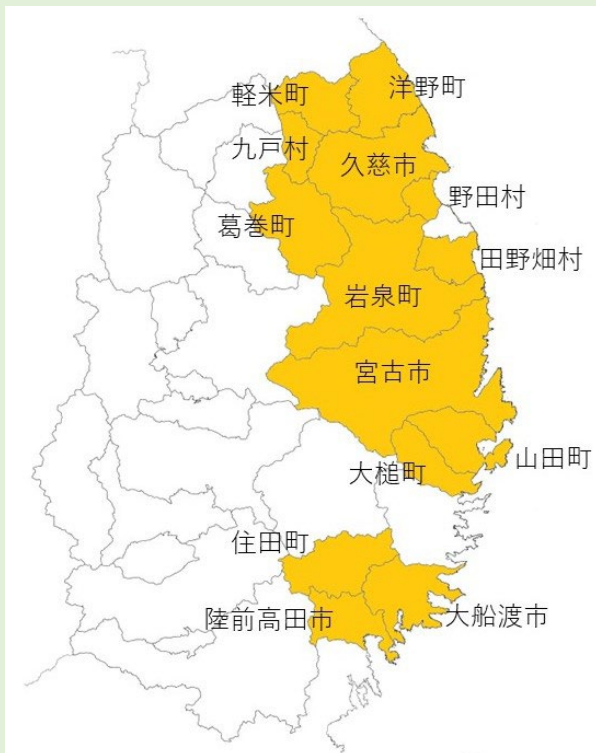 軽米町
洋野町
九戸村
久慈市
野田村
葛巻町
田野畑村
岩泉町
宮古市
山田町
大槌町
住田町
陸前高田市
大船渡市